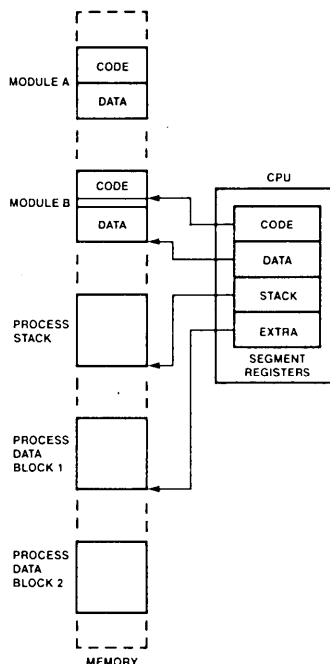 CODE
MODULE A
DATA
CPU
CODE
MODULE B
DATA
CODE
DATA
STACK
EXTRA
SEGMENT
REGISTERS
PROCESS
STACK
PROCESS
DATA
BLOCK 1
PROCESS
DATA
BLOCK 2
MEMORY